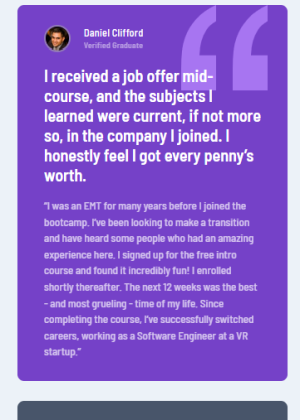 Daniel Clifford
Verified Graduate
I received a job offer mid-
course, and the subjects I
learned were current, if not more
so, in the company I joined. I
honestly feel I got every penny’s
worth.
“I was an EMT for many years before I joined the
bootcamp. I’ve been looking to make a transition
and have heard some people who had an amazing
experience here. I signed up for the free intro
course and found it incredibly fun! I enrolled
shortly thereafter. The next 12 weeks was the best
- and most grueling - time of my life. Since
completing the course, I’ve successfully switched
careers, working as a Software Engineer at a VR
startup.”